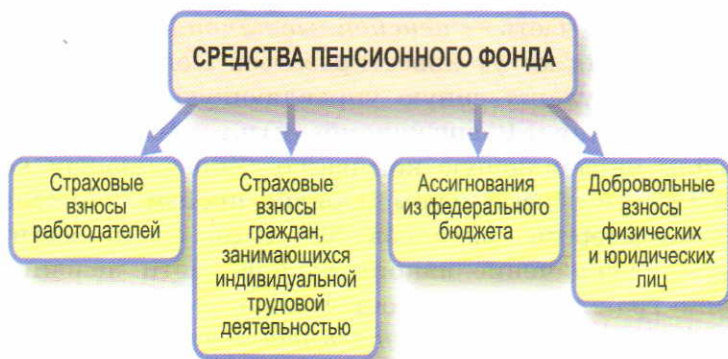 СРЕДСТВА ПЕНСИОННОГО ФОНДА
Страховые
взносы
работодателей
Страховые
взносы
граждан,
занимающихся
индивидуальной
трудовой
деятельностью
Ассигнования
из федерального
бюджета
Добровольные
взносы
физических
и юридических
лиц